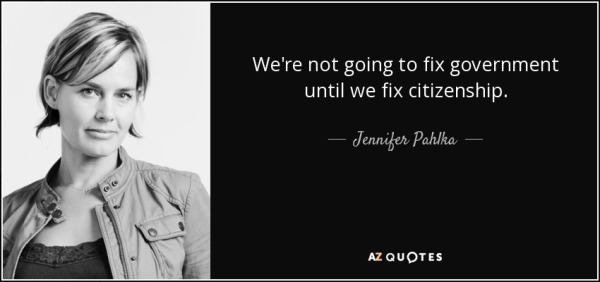 We're not going to fix government
until we fix citizenship.
Jennifer Pahlka
AZ QUOTES